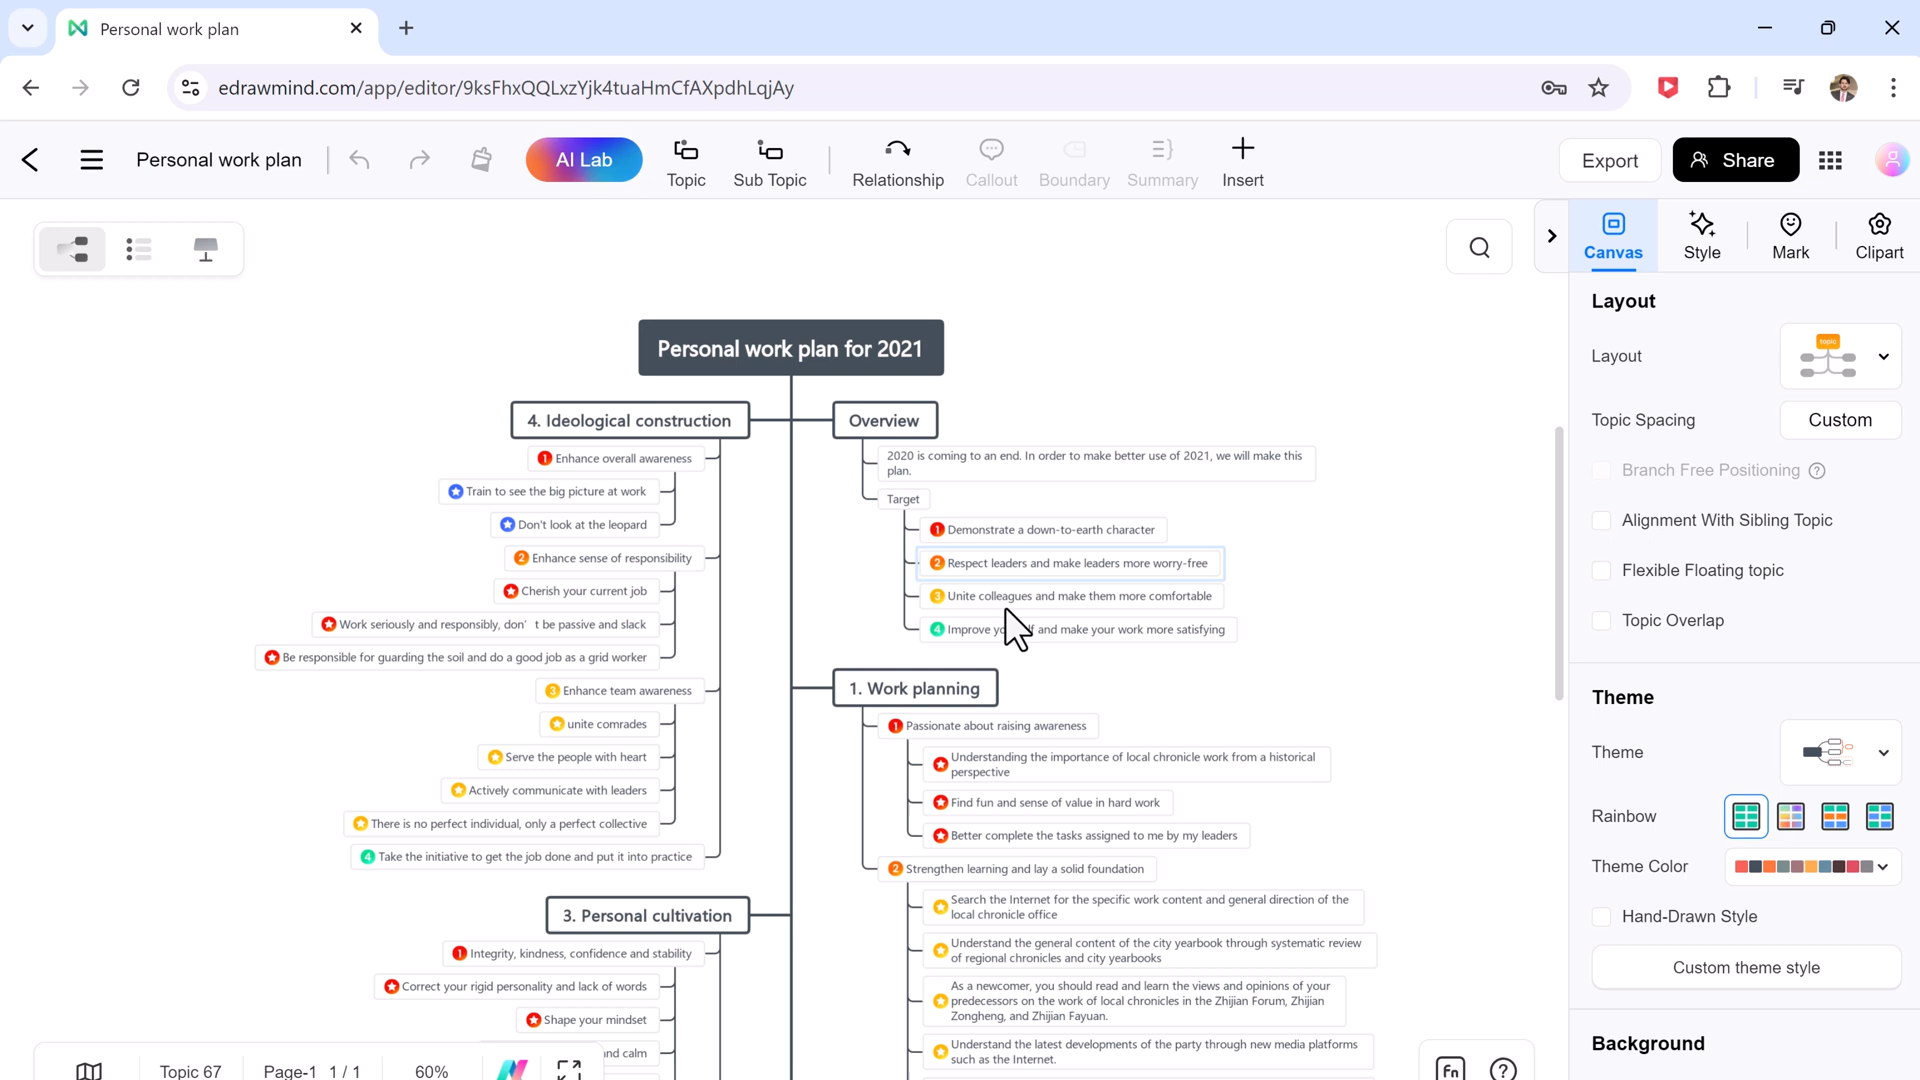 Personal work plan
edrawmind.com/app/editor/9ksFhxQQLxzYjk4tuaHmCfAXpdhLqjAy
Personal work plan
AI Lab
Topic
Sub Topic
Relationship
Callout
Boundary
Summary
Insert
Export
Share
Canvas
Style
Mark
Clipart
Personal work plan for 2021
4. Ideological construction
1 Enhance overall awareness
Train to see the big picture at work
Don't look at the leopard
2 Enhance sense of responsibility
Cherish your current job
Work seriously and responsibly, don' t be passive and slack
Be responsible for guarding the soil and do a good job as a grid worker
3 Enhance team awareness
unite comrades
Serve the people with heart
Actively communicate with leaders
There is no perfect individual, only a perfect collective
4 Take the initiative to get the job done and put it into practice
3. Personal cultivation
1 Integrity, kindness, confidence and stability
Correct your rigid personality and lack of words
Shape your mindset
and calm
Overview
2020 is coming to an end. In order to make better use of 2021, we will make this
plan.
Target
1 Demonstrate a down-to-earth character
2 Respect leaders and make leaders more worry-free
3 Unite colleagues and make them more comfortable
4 Improve and make your work more satisfying
1. Work planning
1 Passionate about raising awareness
Understanding the importance of local chronicle work from a historical
perspective
Find fun and sense of value in hard work
Better complete the tasks assigned to me by my leaders
2 Strengthen learning and lay a solid foundation
Search the Internet for the specific work content and general direction of the
local chronicle office
Understand the general content of the city yearbook through systematic review
of regional chronicles and city yearbooks
As a newcomer, you should read and learn the views and opinions of your
predecessors on the work of local chronicles in the Zhijian Forum, Zhijian
Zongheng, and Zhijian Fayuan.
Understand the latest developments of the party through new media platforms
such as the Internet.
Layout
Layout
topic
Topic Spacing
Custom
Branch Free Positioning ?
Alignment With Sibling Topic
Flexible Floating topic
Topic Overlap
Theme
Theme
Rainbow
Theme Color
Hand-Drawn Style
Custom theme style
Background
Topic 67
Page-1 1 / 1
60%
Fn
?